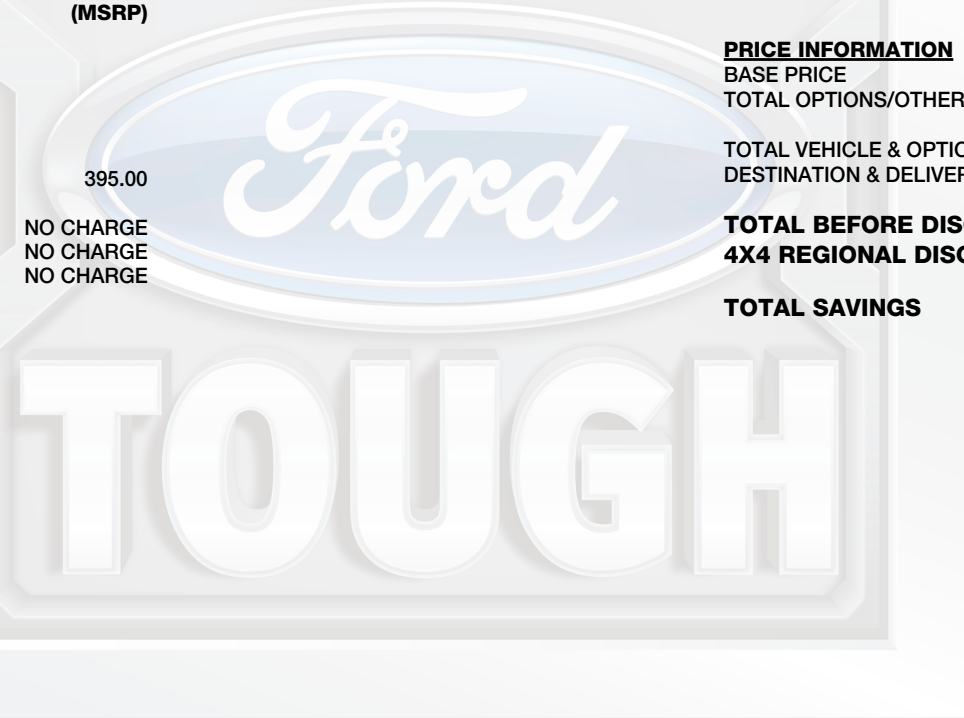 (MSRP)
395.00
NO CHARGE
NO CHARGE
NO CHARGE
PRICE INFORMATION
BASE PRICE
TOTAL OPTIONS/OTHER
TOTAL VEHICLE & OPTIO
DESTINATION & DELIVER
TOTAL BEFORE DIS
4X4 REGIONAL DISC
TOTAL SAVINGS
Ford
TOUGH